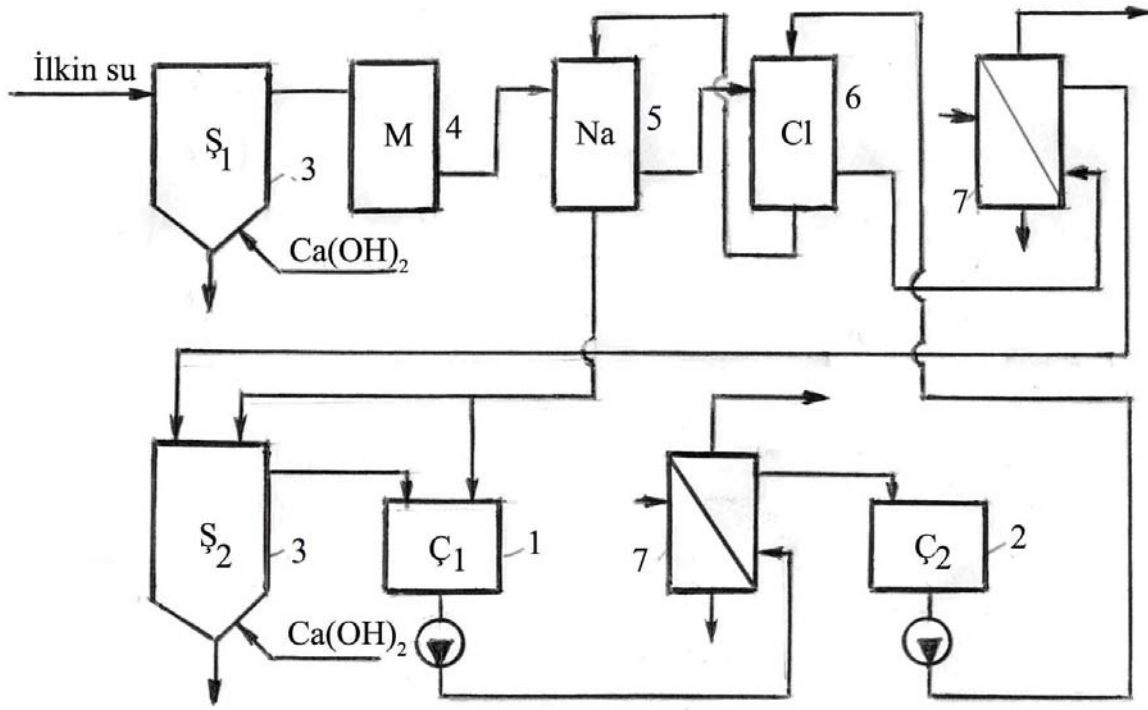 İlkin su
Ş₁
3
Ca(OH)₂
M
4
Na
5
Cl
6
7
Ş₂
3
Ca(OH)₂
Ç₁
1
7
Ç₂
2